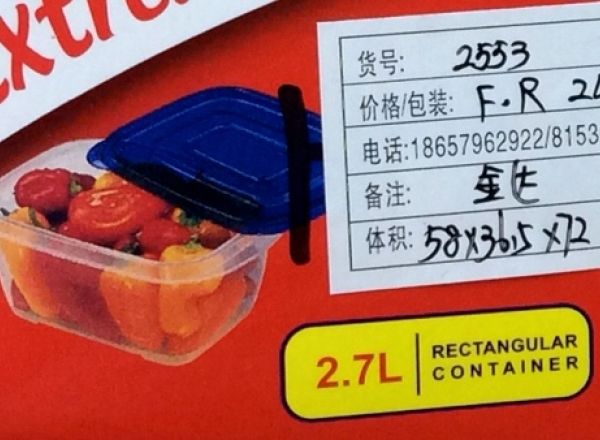 货号: 2553
价格/包装: F.R
电话:18657962922/8153
备注:
体积: 58X36.5X72
2.7L
RECTANGULAR
CONTAINER